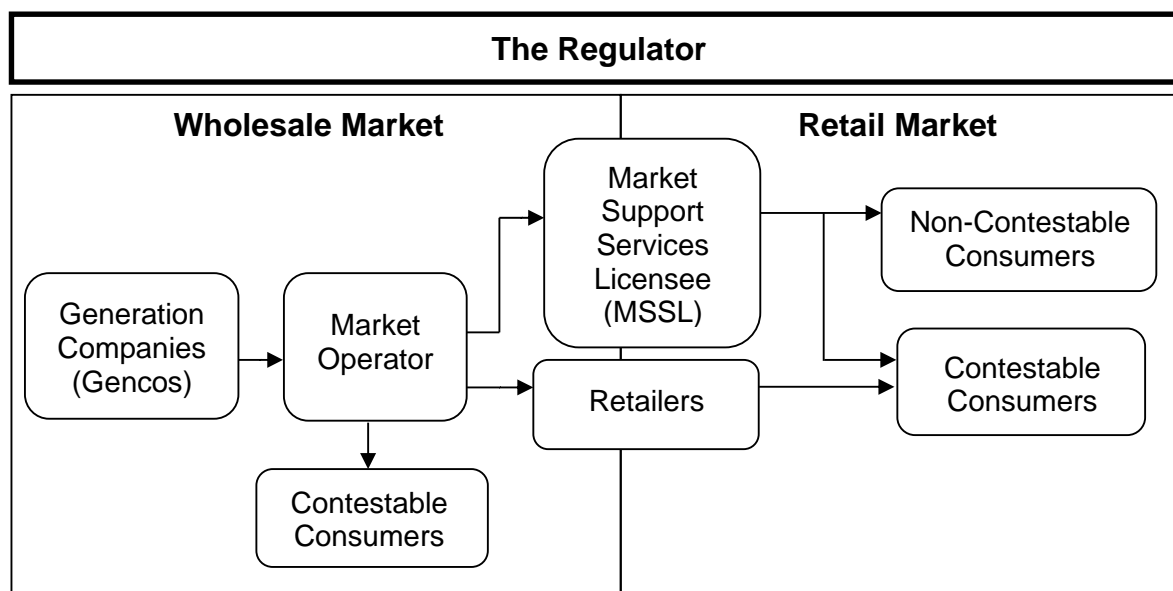 The Regulator
Wholesale Market
Retail Market
Market
Support
Services
Licensee
(MSSL)
Non-Contestable
Consumers
Generation
Companies
(Gencos)
Market
Operator
Retailers
Contestable
Consumers
Contestable
Consumers